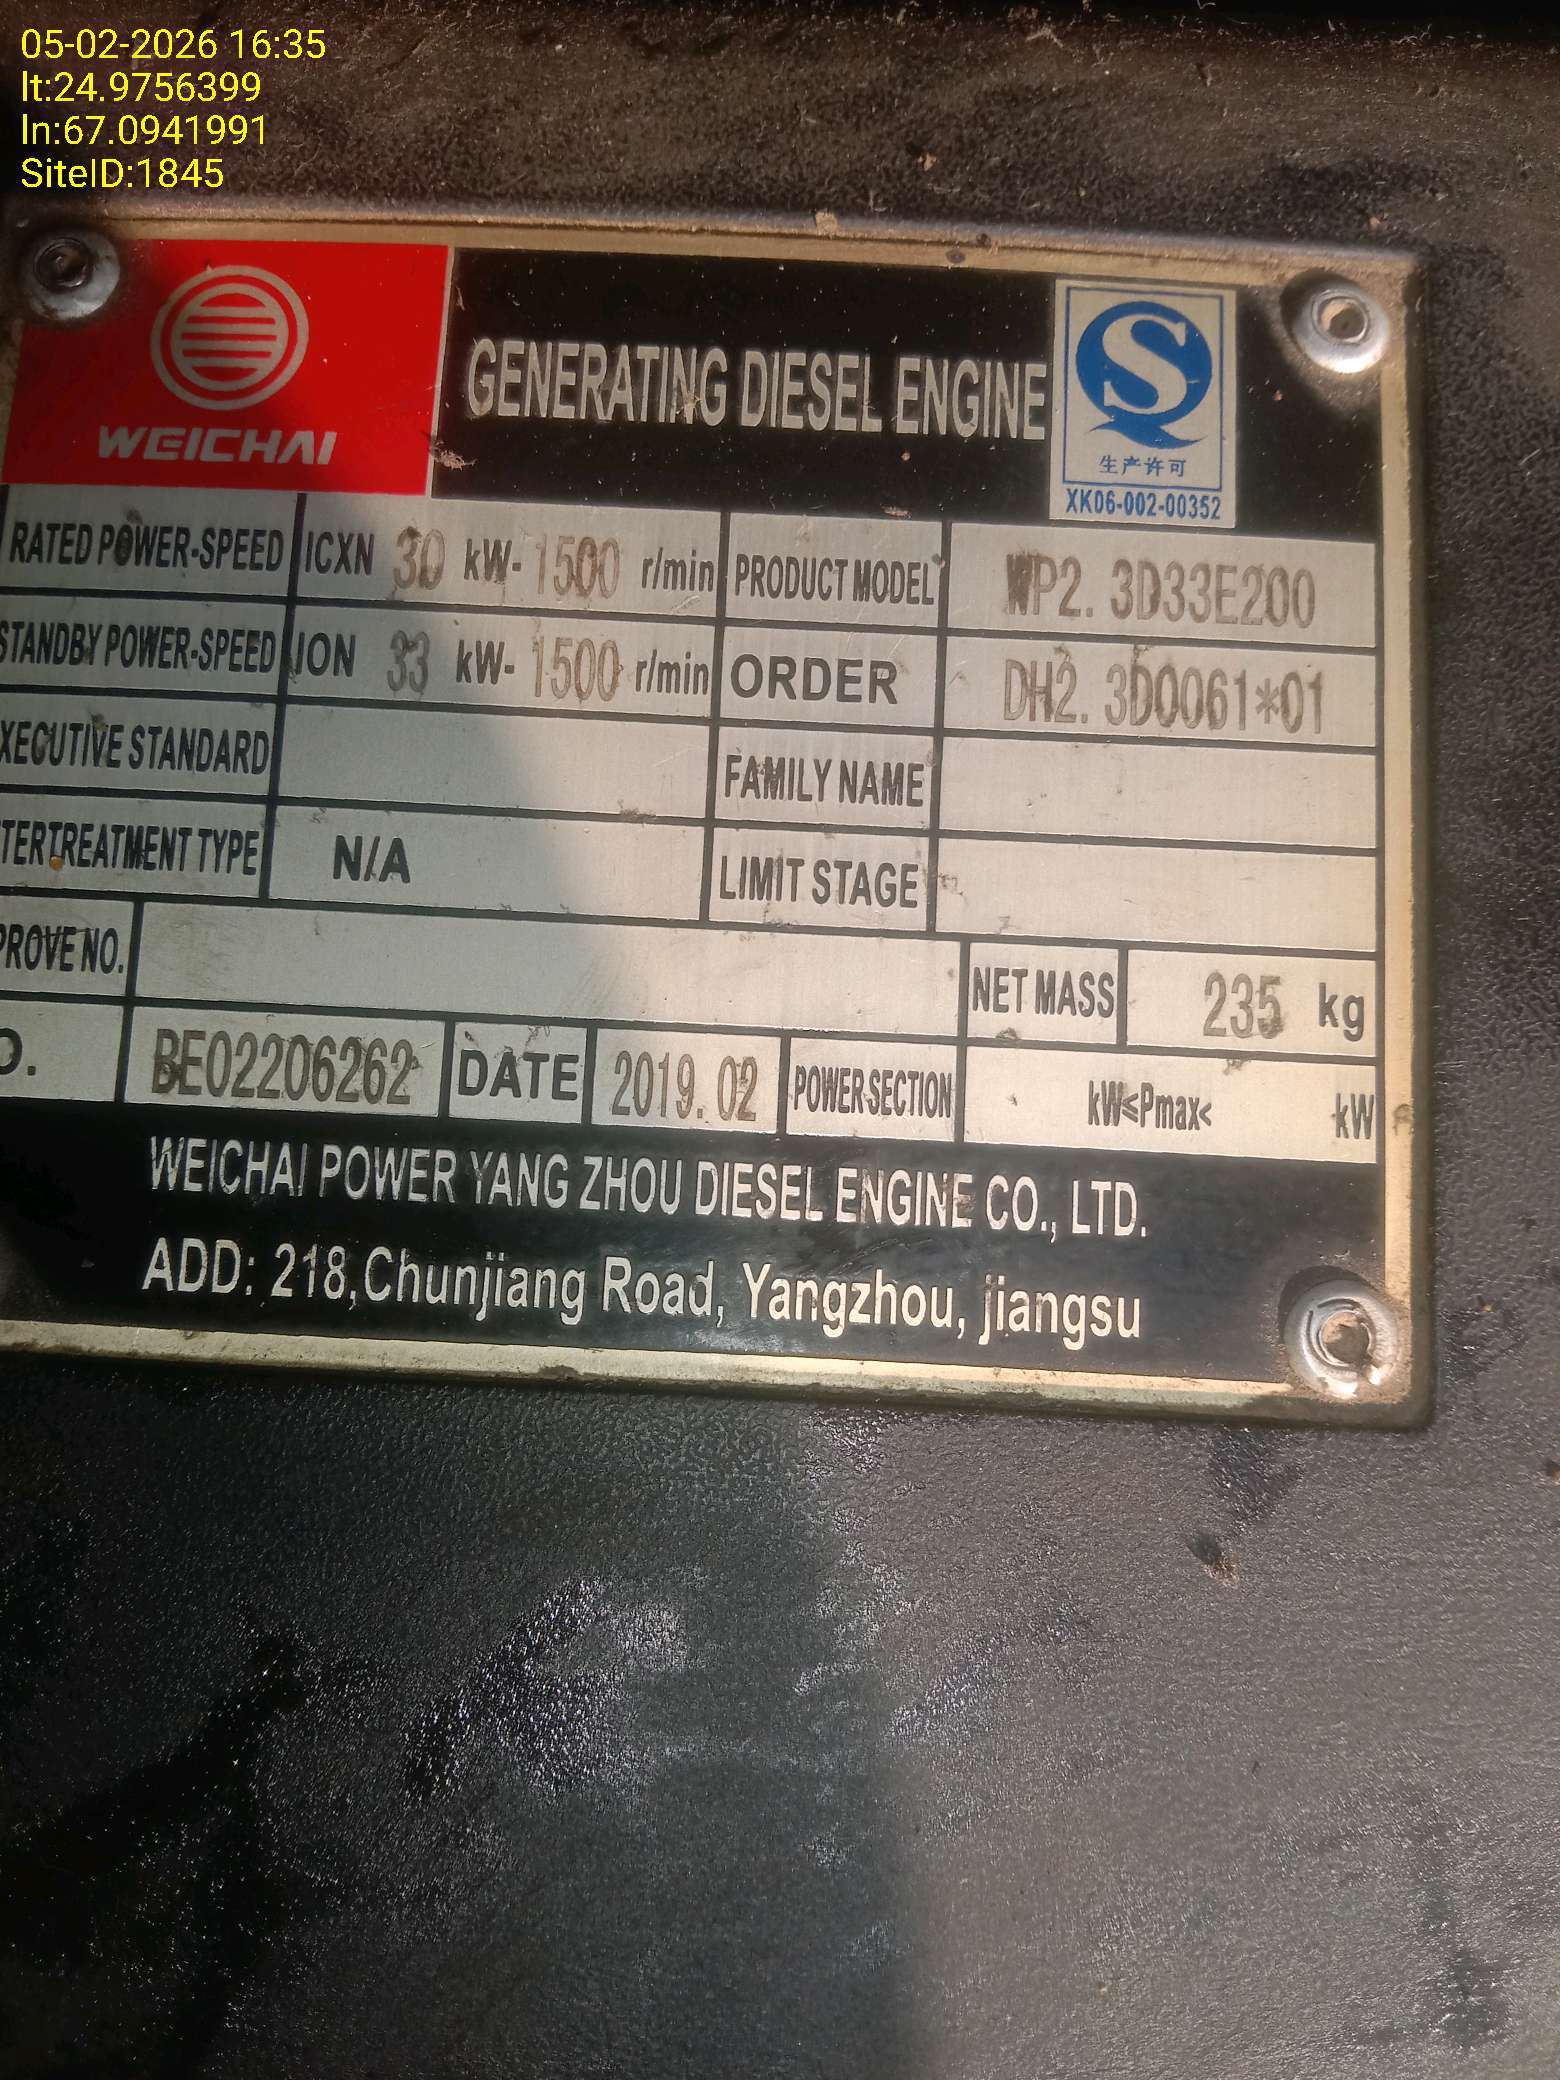 05-02-2026 16:35
lt:24.9756399
ln:67.0941991
SiteID:1845
WEICHAI
GENERATING DIESEL ENGINE
S
生产许可
XK06-002-00352
RATED POWER-SPEED ICXN 30 kW- 1500 r/min PRODUCT MODEL WP2. 3D33E200
STANDBY POWER-SPEED ION 33 kW- 1500 r/min ORDER DH2. 3D0061*01
XECUTIVE STANDARD FAMILY NAME
TERTREATMENT TYPE N/A LIMIT STAGE
PROVE NO. NET MASS 235 kg
O. BE02206262 DATE 2019. 02 POWER SECTION kW≤Pmax< kW
WEICHAI POWER YANG ZHOU DIESEL ENGINE CO., LTD.
ADD: 218,Chunjiang Road, Yangzhou, jiangsu